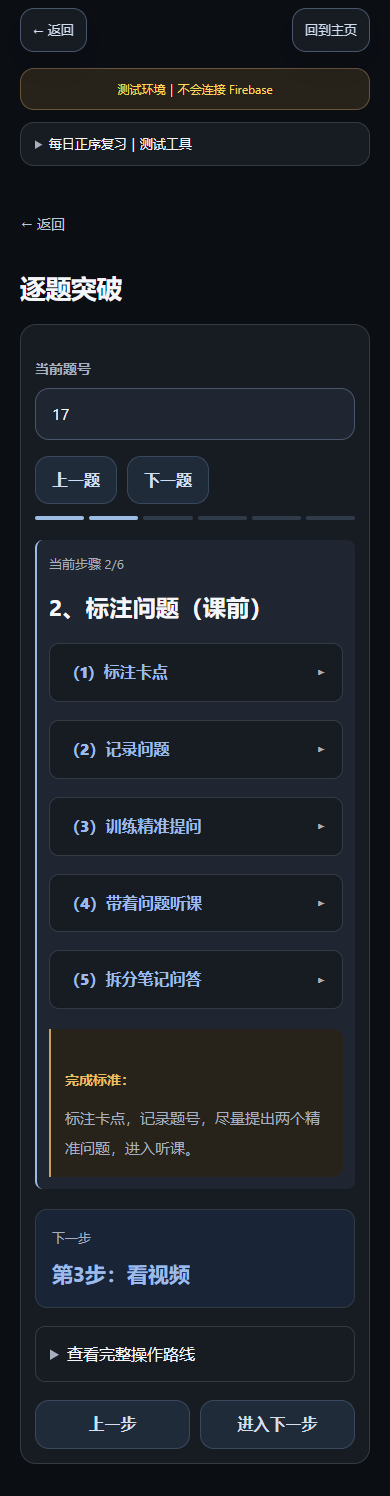 ← 返回
回到主页
测试环境 | 不会连接 Firebase
▶ 每日正序复习 | 测试工具
← 返回
逐题突破
当前题号
17
上一题
下一题
当前步骤 2/6
2、标注问题（课前）
（1）标注卡点 ▸
（2）记录问题 ▸
（3）训练精准提问 ▸
（4）带着问题听课 ▸
（5）拆分笔记问答 ▸
完成标准：
标注卡点，记录题号，尽量提出两个精
准问题，进入听课。
下一步
第3步：看视频
▶ 查看完整操作路线
上一步
进入下一步